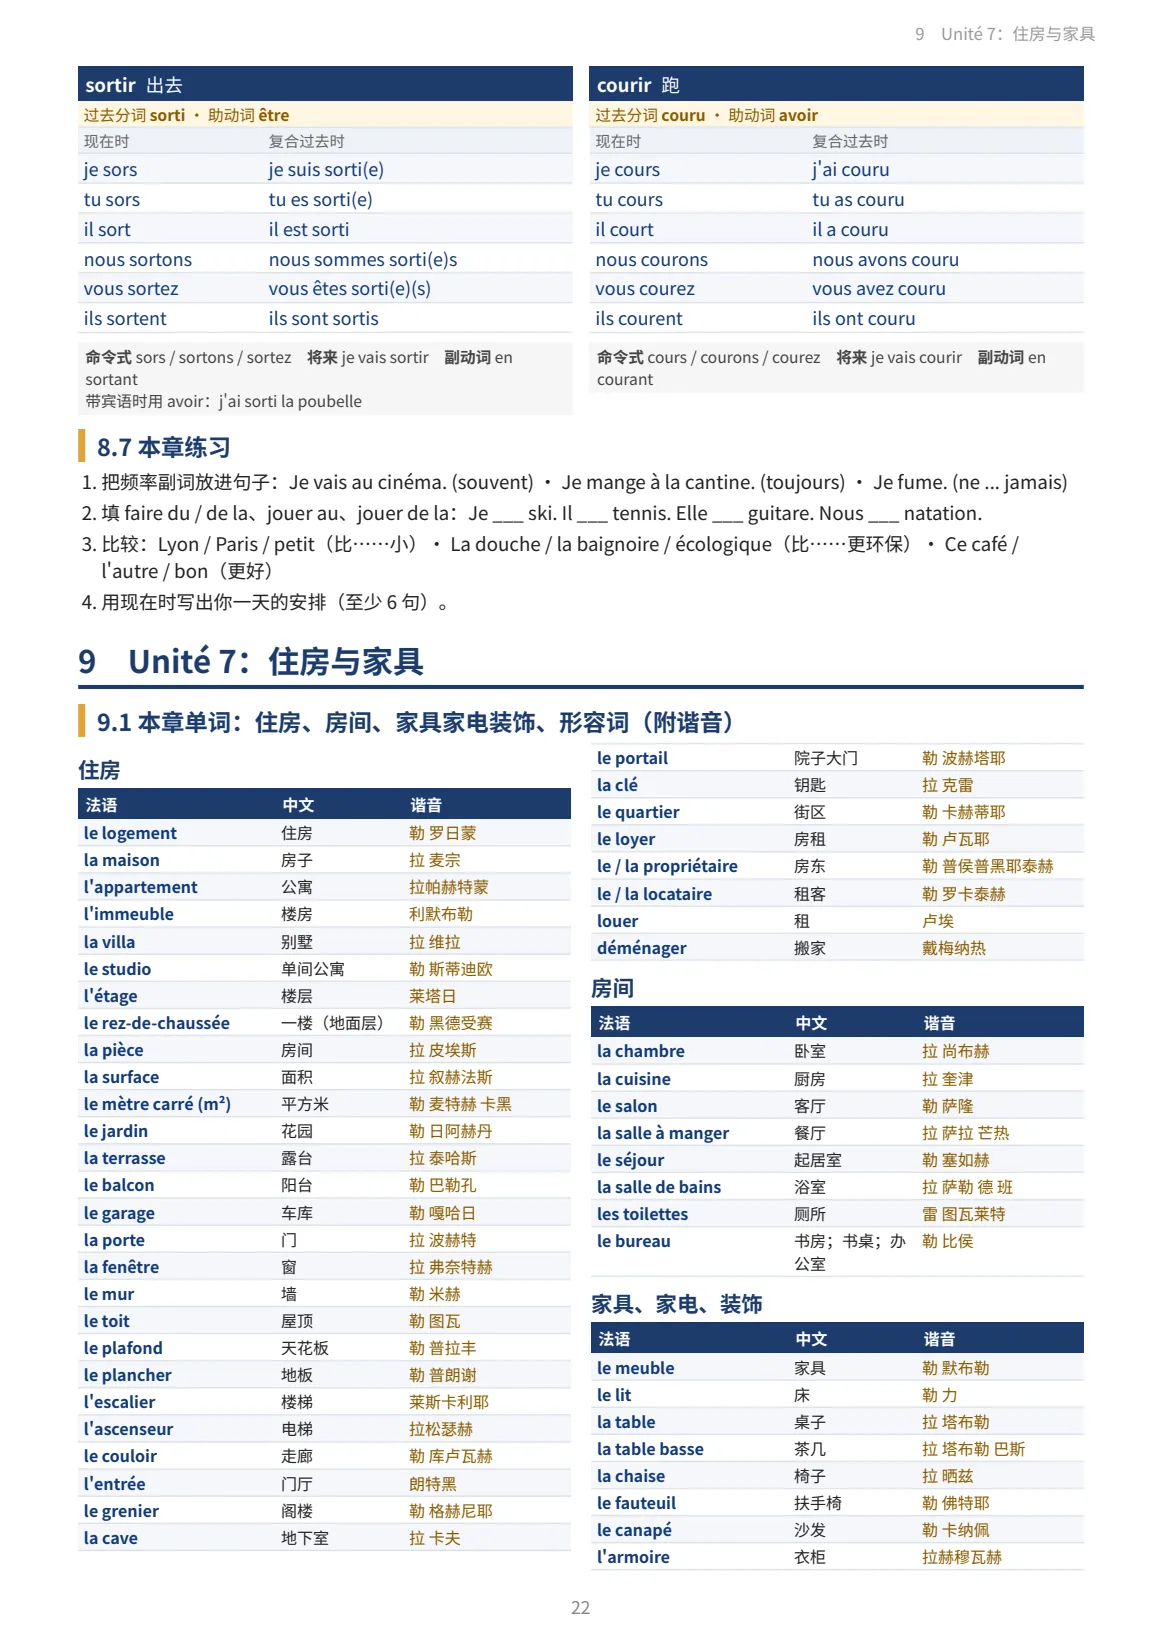 9 Unité 7：住房与家具
sortir 出去
过去分词 sorti · 助动词 être
现在时 复合过去时
je sors je suis sorti(e)
tu sors tu es sorti(e)
il sort il est sorti
nous sortons nous sommes sorti(e)s
vous sortez vous êtes sorti(e)(s)
ils sortent ils sont sortis
命令式 sors / sortons / sortez 将来 je vais sortir 副动词 en
sortant
带宾语时用 avoir：j'ai sorti la poubelle
courir 跑
过去分词 couru · 助动词 avoir
现在时 复合过去时
je cours j'ai couru
tu cours tu as couru
il court il a couru
nous courons nous avons couru
vous courez vous avez couru
ils courent ils ont couru
命令式 cours / courons / courez 将来 je vais courir 副动词 en
courant
8.7 本章练习
1. 把频率副词放进句子：Je vais au cinéma. (souvent) · Je mange à la cantine. (toujours) · Je fume. (ne ... jamais)
2. 填 faire du / de la、jouer au、jouer de la：Je ___ ski. Il ___ tennis. Elle ___ guitare. Nous ___ natation.
3. 比较：Lyon / Paris / petit（比……小）· La douche / la baignoire / écologique（比……更环保）· Ce café /
l'autre / bon（更好）
4. 用现在时写出你一天的安排（至少 6 句）。
9 Unité 7：住房与家具
9.1 本章单词：住房、房间、家具家电装饰、形容词（附谐音）
住房
法语 中文 谐音
le logement 住房 勒 罗日蒙
la maison 房子 拉 麦宗
l'appartement 公寓 拉帕赫特蒙
l'immeuble 楼房 利默布勒
la villa 别墅 拉 维拉
le studio 单间公寓 勒 斯蒂迪欧
l'étage 楼层 莱塔日
le rez-de-chaussée 一楼（地面层） 勒 黑德受赛
la pièce 房间 拉 皮埃斯
la surface 面积 拉 叙赫法斯
le mètre carré (m²) 平方米 勒 麦特赫 卡黑
le jardin 花园 勒 日阿赫丹
la terrasse 露台 拉 泰哈斯
le balcon 阳台 勒 巴勒孔
le garage 车库 勒 嘎哈日
la porte 门 拉 波赫特
la fenêtre 窗 拉 弗奈特赫
le mur 墙 勒 米赫
le toit 屋顶 勒 图瓦
le plafond 天花板 勒 普拉丰
le plancher 地板 勒 普朗谢
l'escalier 楼梯 莱斯卡利耶
l'ascenseur 电梯 拉松瑟赫
le couloir 走廊 勒 库卢瓦赫
l'entrée 门厅 朗特黑
le grenier 阁楼 勒 格赫尼耶
la cave 地下室 拉 卡夫
le portail 院子大门 勒 波赫塔耶
la clé 钥匙 拉 克雷
le quartier 街区 勒 卡赫蒂耶
le loyer 房租 勒 卢瓦耶
le / la propriétaire 房东 勒 普侯普黑耶泰赫
le / la locataire 租客 勒 罗卡泰赫
louer 租 卢埃
déménager 搬家 戴梅纳热
房间
法语 中文 谐音
la chambre 卧室 拉 尚布赫
la cuisine 厨房 拉 奎津
le salon 客厅 勒 萨隆
la salle à manger 餐厅 拉 萨拉 芒热
le séjour 起居室 勒 塞如赫
la salle de bains 浴室 拉 萨勒 德 班
les toilettes 厕所 雷 图瓦莱特
le bureau 书房；书桌；办 勒 比侯
公室
家具、家电、装饰
法语 中文 谐音
le meuble 家具 勒 默布勒
le lit 床 勒 力
la table 桌子 拉 塔布勒
la table basse 茶几 拉 塔布勒 巴斯
la chaise 椅子 拉 晒兹
le fauteuil 扶手椅 勒 佛特耶
le canapé 沙发 勒 卡纳佩
l'armoire 衣柜 拉赫穆瓦赫
22